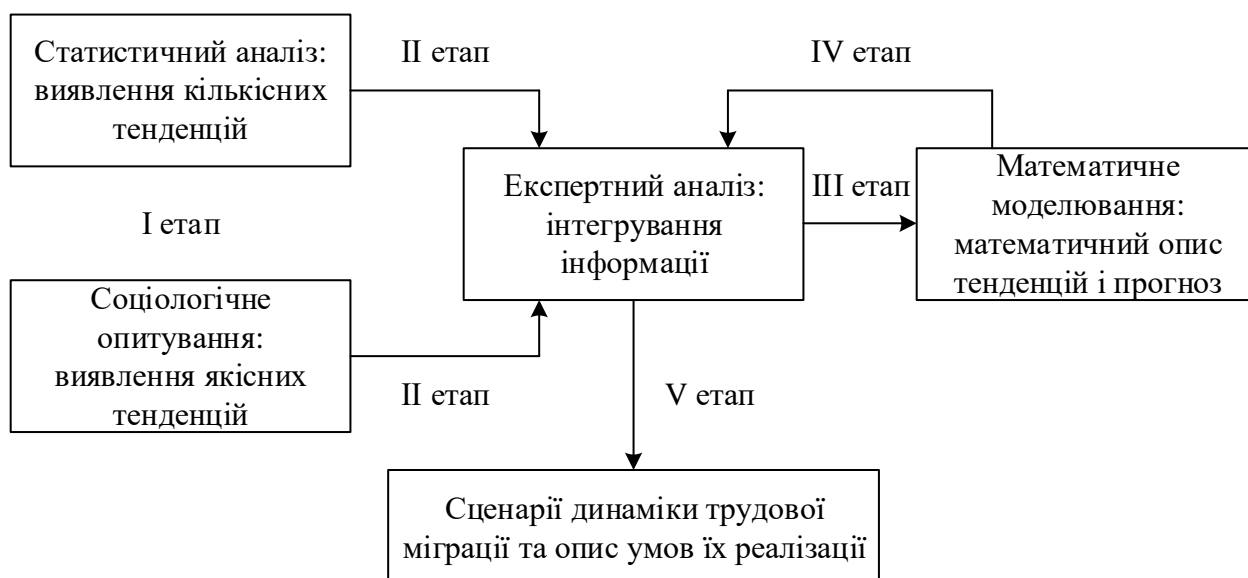 Статистичний аналіз:
виявлення кількісних
тенденцій
II етап
IV етап
Експертний аналіз:
інтегрування
інформації
III етап
Математичне
моделювання:
математичний опис
тенденцій і прогноз
I етап
Соціологічне
опитування:
виявлення якісних
тенденцій
II етап
V етап
Сценарії динаміки трудової
міграції та опис умов їх реалізації